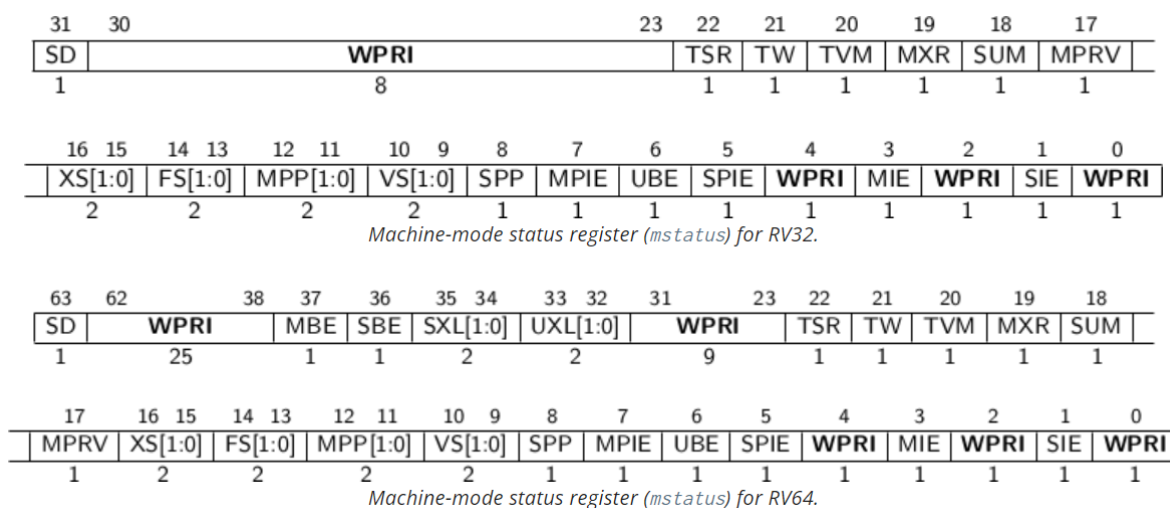 31 30 23 22 21 20 19 18 17
SD WPRI TSR TW TVM MXR SUM MPRV
1 8 1 1 1 1 1 1
16 15 14 13 12 11 10 9 8 7 6 5 4 3 2 1 0
XS[1:0] FS[1:0] MPP[1:0] VS[1:0] SPP MPIE UBE SPIE WPRI MIE WPRI SIE WPRI
2 2 2 2 1 1 1 1 1 1 1 1 1
Machine-mode status register (mstatus) for RV32.
63 62 38 37 36 35 34 33 32 31 23 22 21 20 19 18
SD WPRI MBE SBE SXL[1:0] UXL[1:0] WPRI TSR TW TVM MXR SUM
1 25 1 1 2 2 9 1 1 1 1 1
17 16 15 14 13 12 11 10 9 8 7 6 5 4 3 2 1 0
MPRV XS[1:0] FS[1:0] MPP[1:0] VS[1:0] SPP MPIE UBE SPIE WPRI MIE WPRI SIE WPRI
1 2 2 2 2 1 1 1 1 1 1 1 1 1
Machine-mode status register (mstatus) for RV64.